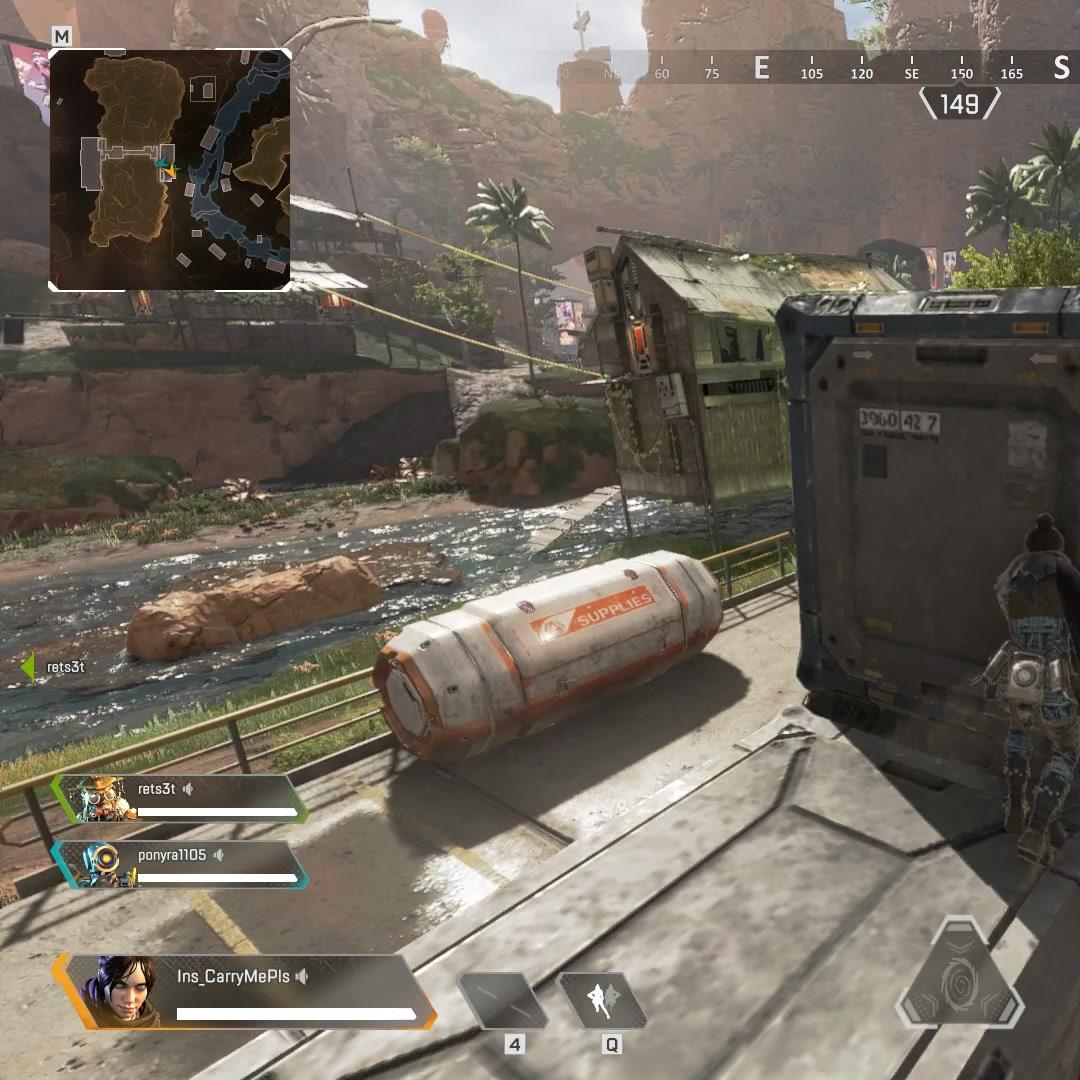 M
60
75
E
105
120
SE
150
165
S
149
3960 42 7
SUPPLIES
rets3t
rets3t
ponyra1105
Ins_CarryMePls
4
Q